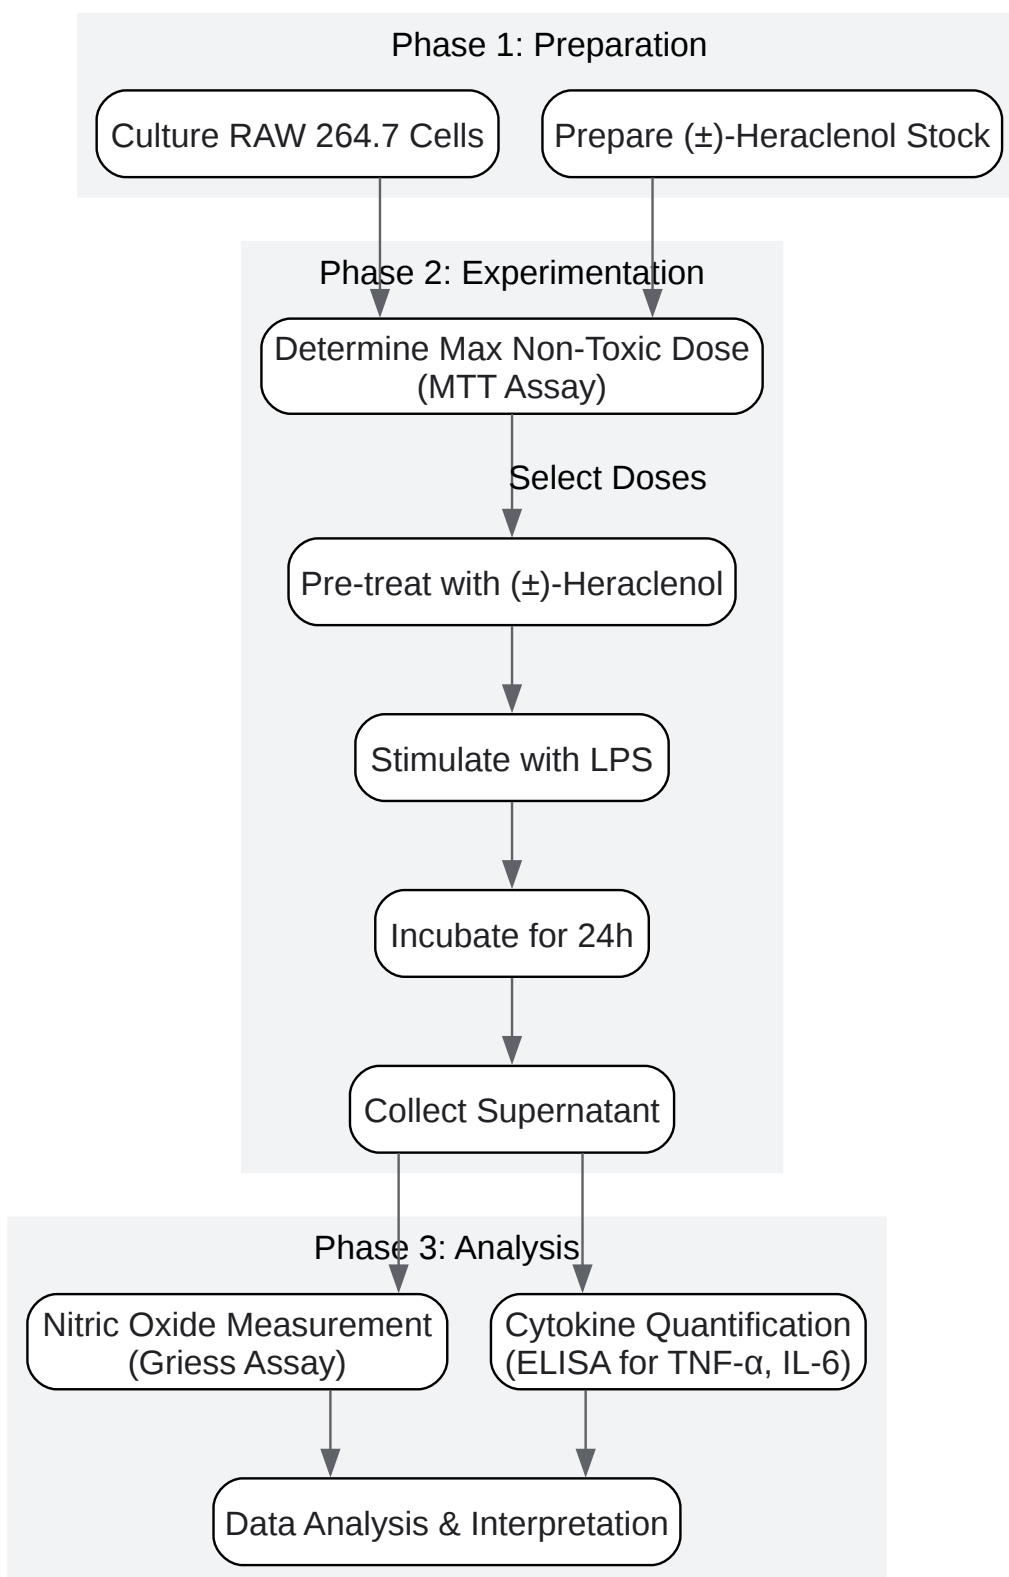 Phase 1: Preparation
Culture RAW 264.7 Cells
Prepare (±)-Heraclenol Stock
Phase 2: Experimentation
Determine Max Non-Toxic Dose
(MTT Assay)
Select Doses
Pre-treat with (±)-Heraclenol
Stimulate with LPS
Incubate for 24h
Collect Supernatant
Phase 3: Analysis
Nitric Oxide Measurement
(Griess Assay)
Cytokine Quantification
(ELISA for TNF-α, IL-6)
Data Analysis & Interpretation